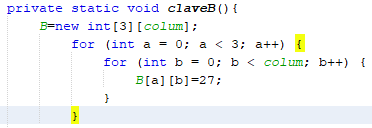 private static void claveB(){
B=new int[3][colum];
for (int a = 0; a < 3; a++) {
for (int b = 0; b < colum; b++) {
B[a][b]=27;
}
}